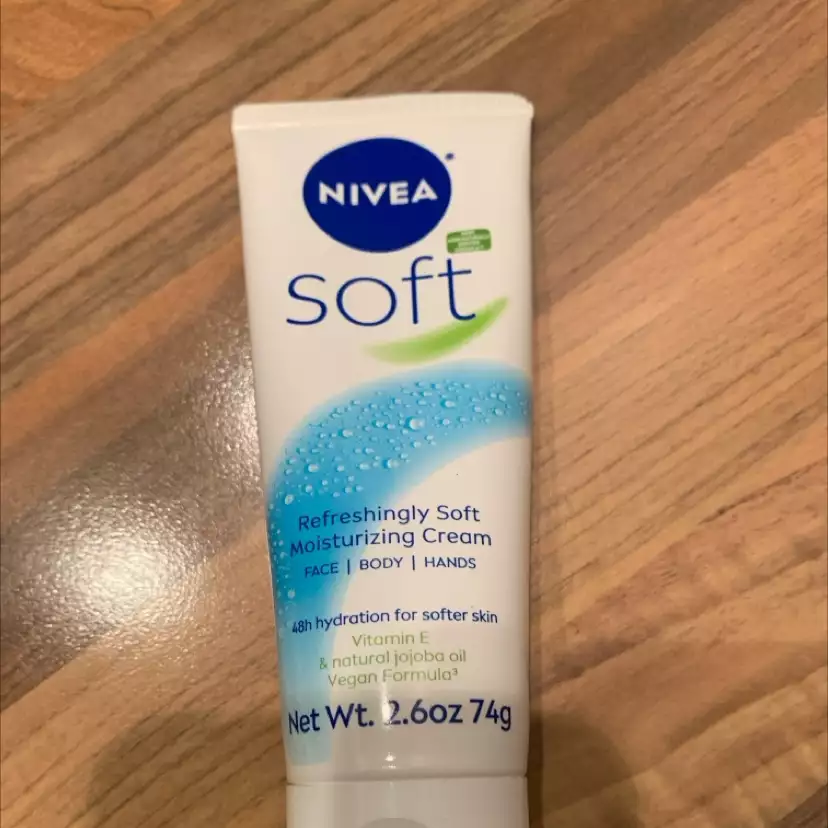 NIVEA
soft
Refreshingly Soft
Moisturizing Cream
FACE | BODY | HANDS
48h hydration for softer skin
Vitamin E
& natural jojoba oil
Vegan Formula³
Net Wt. 2.6oz 74g